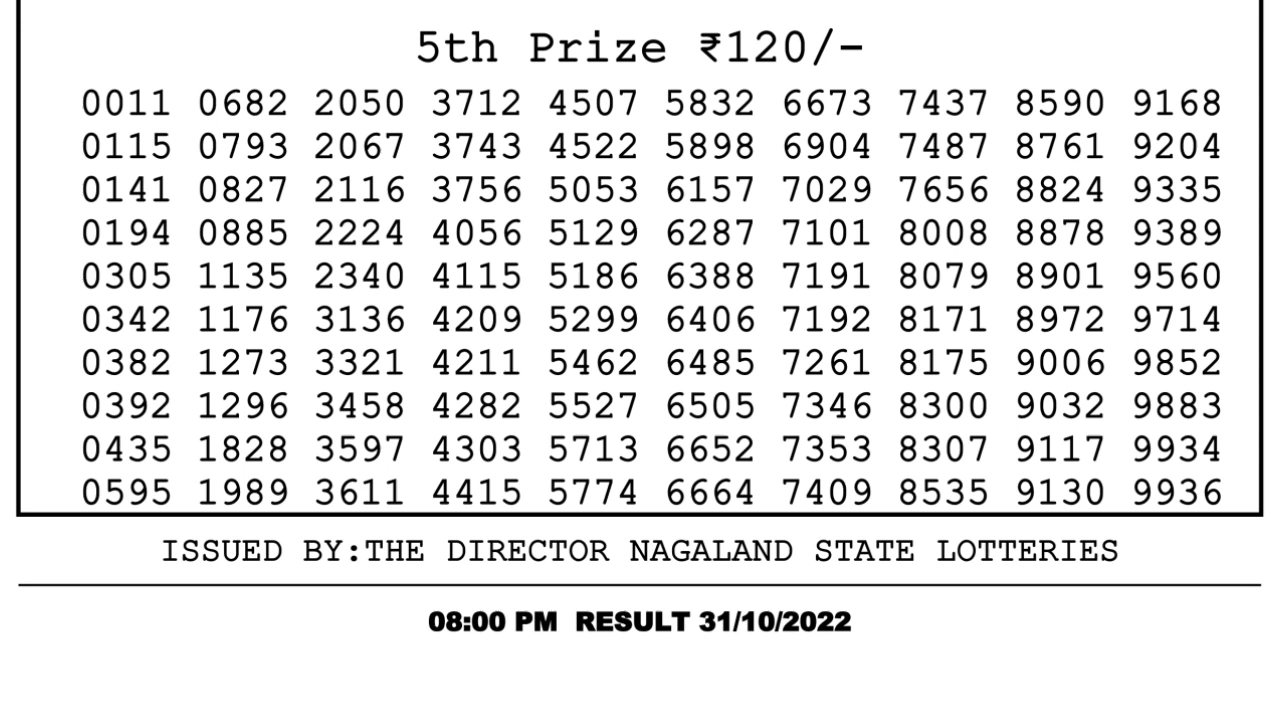 5th Prize ₹120/-
0011 0682 2050 3712 4507 5832 6673 7437 8590 9168
0115 0793 2067 3743 4522 5898 6904 7487 8761 9204
0141 0827 2116 3756 5053 6157 7029 7656 8824 9335
0194 0885 2224 4056 5129 6287 7101 8008 8878 9389
0305 1135 2340 4115 5186 6388 7191 8079 8901 9560
0342 1176 3136 4209 5299 6406 7192 8171 8972 9714
0382 1273 3321 4211 5462 6485 7261 8175 9006 9852
0392 1296 3458 4282 5527 6505 7346 8300 9032 9883
0435 1828 3597 4303 5713 6652 7353 8307 9117 9934
0595 1989 3611 4415 5774 6664 7409 8535 9130 9936
ISSUED BY:THE DIRECTOR NAGALAND STATE LOTTERIES
08:00 PM RESULT 31/10/2022